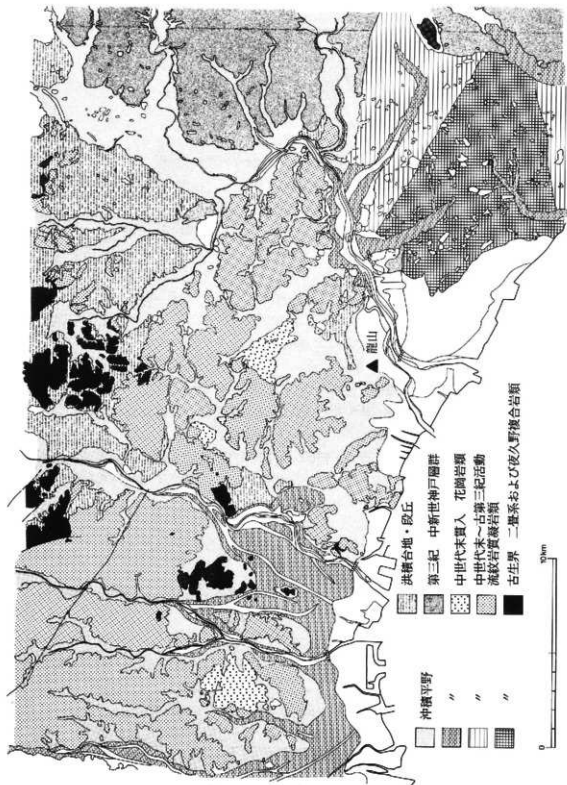 龍山
沖積平野
〃
〃
〃
洪積台地・段丘
第三紀 中新世神戸層群
中世代末貫入 花崗岩類
中世代末~古第三紀活動
流紋岩質凝岩類
古生界 二畳系および夜久野複合岩類
0 10km